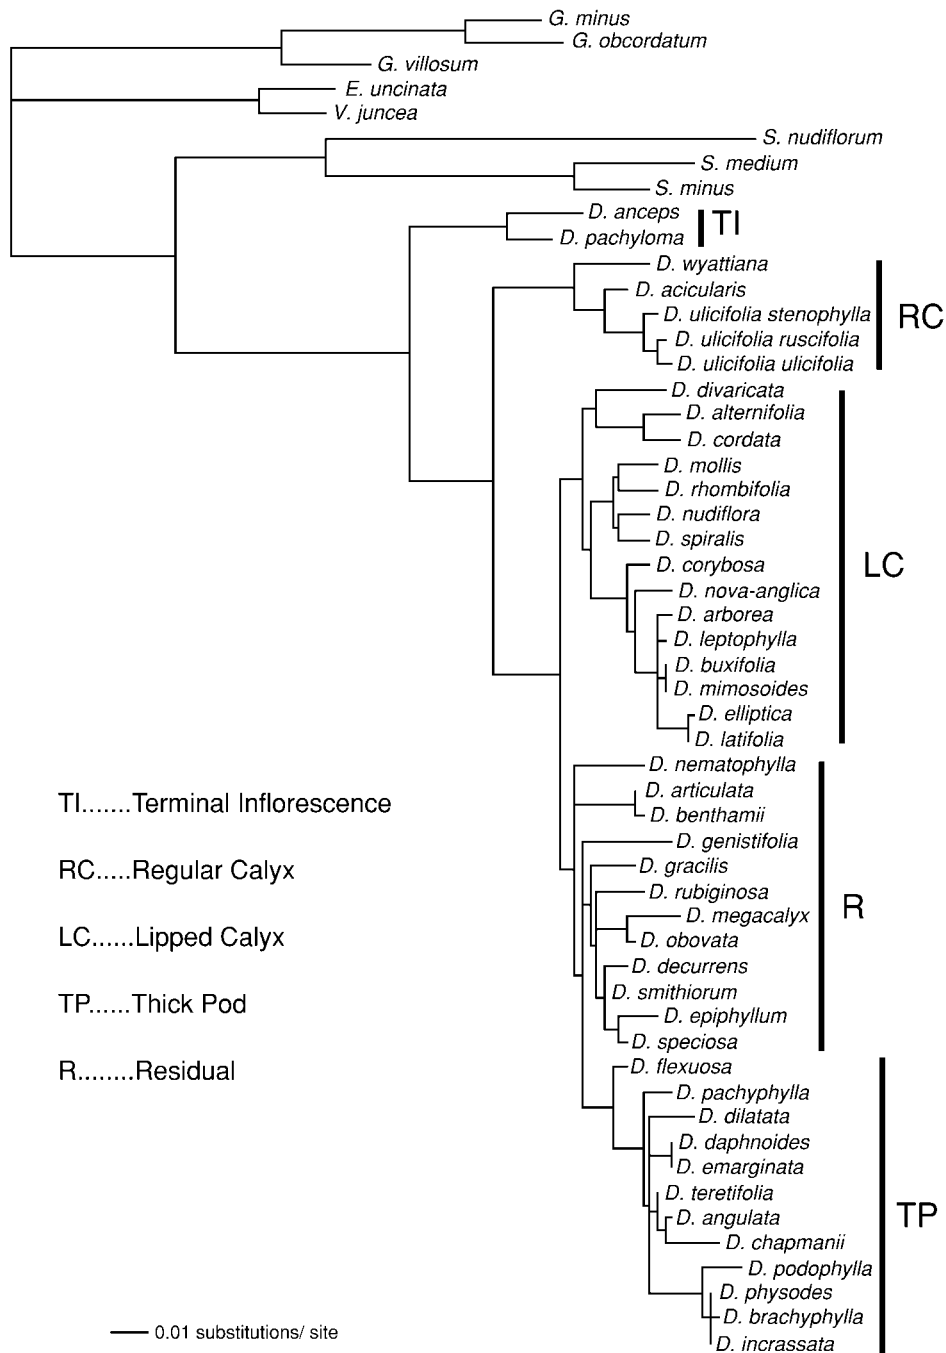 G. minus
G. obcordatum
G. villosum
E. uncinata
V. juncea
S. nudiflorum
S. medium
S. minus
D. anceps
TI
D. pachyloma
D. wyattiana
D. acicularis
D. ulicifolia stenophylla
RC
D. ulicifolia ruscifolia
D. ulicifolia ulicifolia
D. divaricata
D. alternifolia
D. cordata
D. mollis
D. rhombifolia
D. nudiflora
D. spiralis
D. corybosa
LC
D. nova-anglica
D. arborea
D. leptophylla
D. buxifolia
D. mimosoides
D. elliptica
D. latifolia
D. nematophylla
D. articulata
D. benthamii
D. genistifolia
D. gracilis
D. rubiginosa
R
D. megacalyx
D. obovata
D. decurrens
D. smithiorum
D. epiphyllum
D. speciosa
D. flexuosa
D. pachyphylla
D. dilatata
D. daphnoides
D. emarginata
D. teretifolia
TP
D. angulata
D. chapmanii
D. podophylla
D. physodes
D. brachyphylla
D. incrassata
TI.......Terminal Inflorescence
RC.....Regular Calyx
LC......Lipped Calyx
TP......Thick Pod
R........Residual
0.01 substitutions/ site